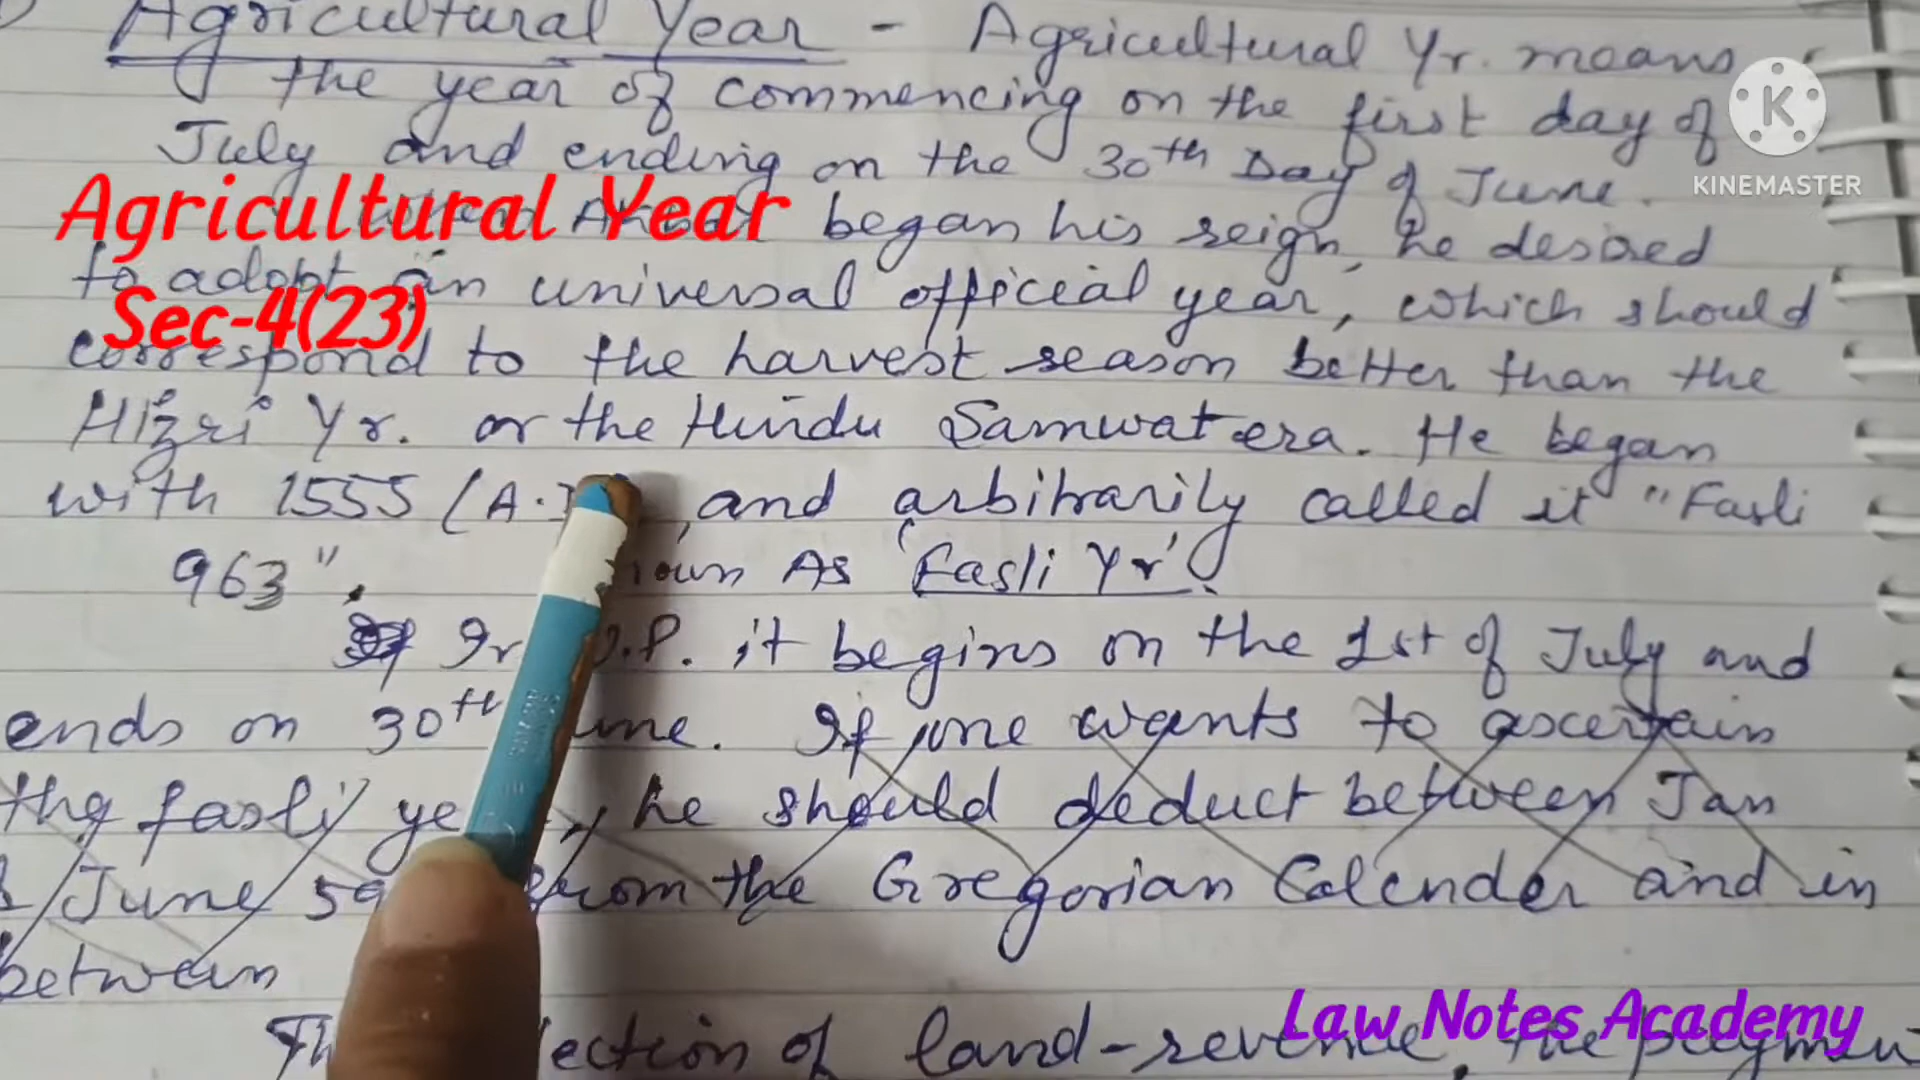 Agricultural Year - Agricultural Yr. means
the year of commencing on the first day of
July and ending on the 30th Day of June.
Agricultural Year
began his reign, he desired
to adopt an universal official year, which should
Sec-4(23)
correspond to the harvest season better than the
Hizri Yr. or the Hindu Samwat era. He began
with 1555 (A. , and arbitrarily called it "Fasli
963". As 'Fasli Yr'.
In U.P. it begins on the 1st of July and
ends on 30th June. If one wants to ascertain
the fasli year, he should deduct between Jan
& June from the Gregorian Calender and in
between
of land-revenue, the
KINEMASTER
Law Notes Academy